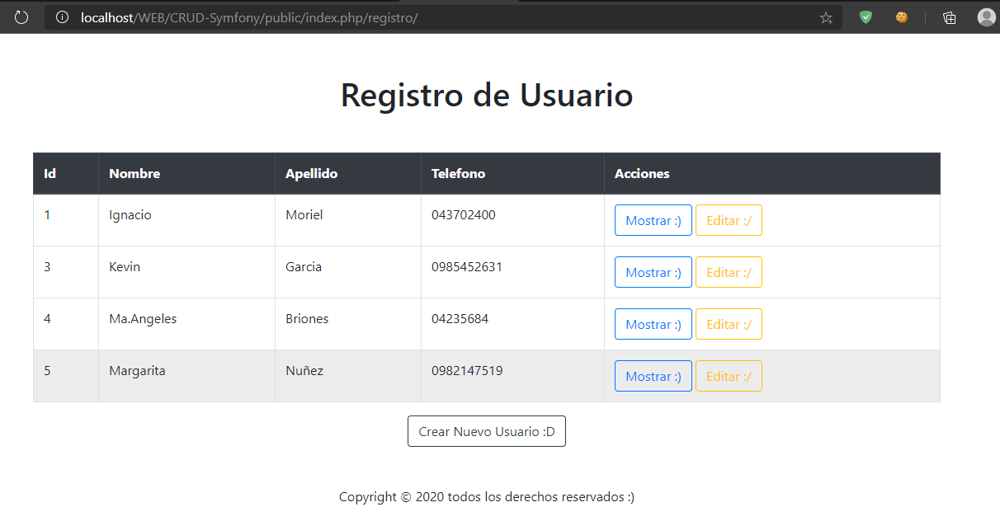 localhost/WEB/CRUD-Symfony/public/index.php/registro/
Registro de Usuario
Id Nombre Apellido Telefono Acciones
1 Ignacio Moriel 043702400 Mostrar :) Editar :/
3 Kevin Garcia 0985452631 Mostrar :) Editar :/
4 Ma.Angeles Briones 04235684 Mostrar :) Editar :/
5 Margarita Nuñez 0982147519 Mostrar :) Editar :/
Crear Nuevo Usuario :D
Copyright © 2020 todos los derechos reservados :)